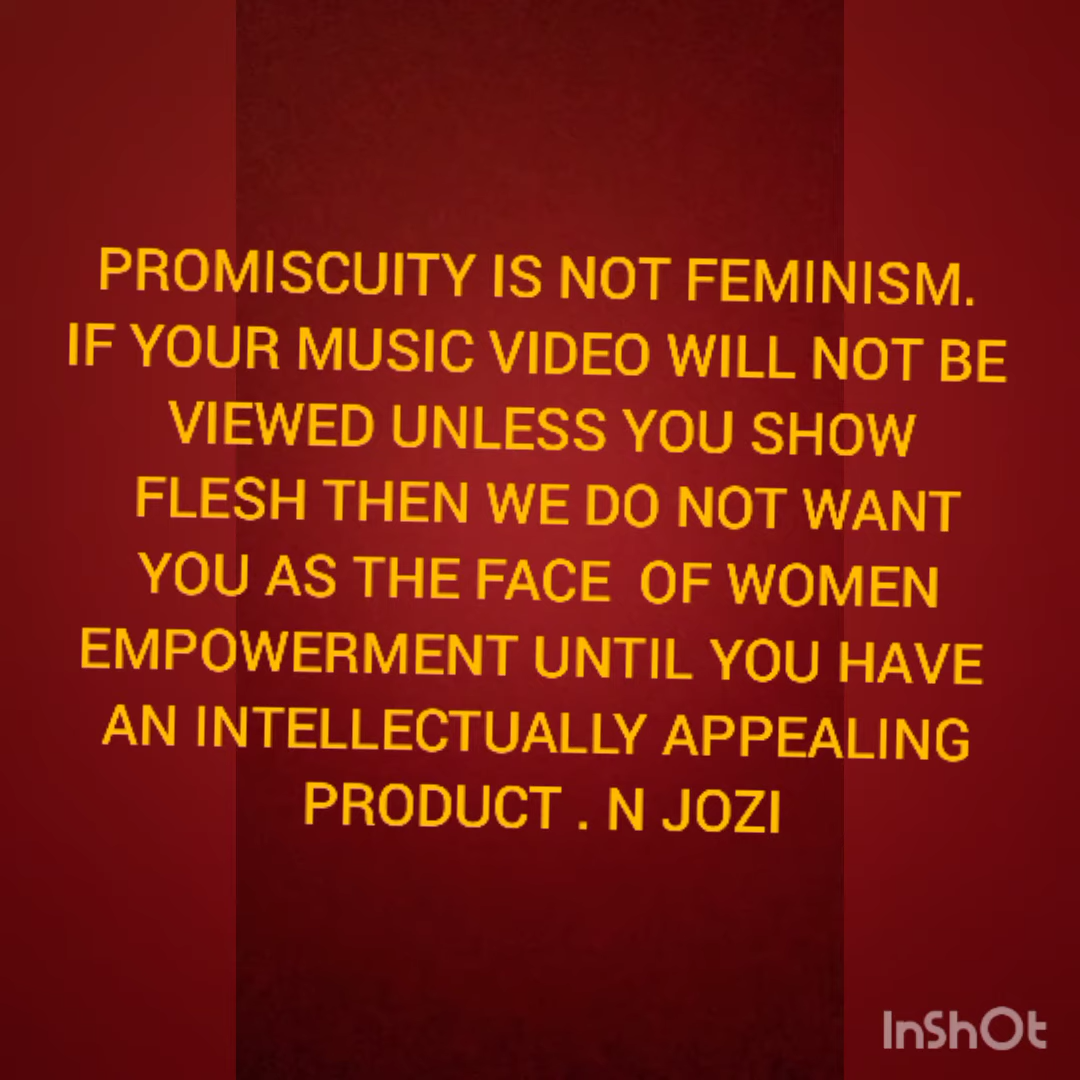 PROMISCUITY IS NOT FEMINISM.
IF YOUR MUSIC VIDEO WILL NOT BE
VIEWED UNLESS YOU SHOW
FLESH THEN WE DO NOT WANT
YOU AS THE FACE  OF WOMEN
EMPOWERMENT UNTIL YOU HAVE
AN INTELLECTUALLY APPEALING
PRODUCT . N JOZI
InShOt